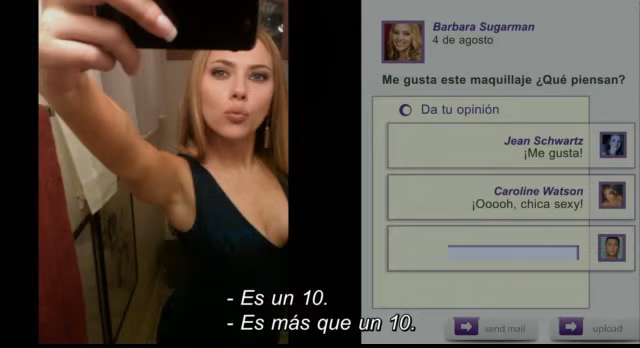 Barbara Sugarman
4 de agosto
Me gusta este maquillaje ¿Qué piensan?
Da tu opinión
Jean Schwartz
¡Me gusta!
Caroline Watson
¡Ooooh, chica sexy!
- Es un 10.
- Es más que un 10.
send mail
upload